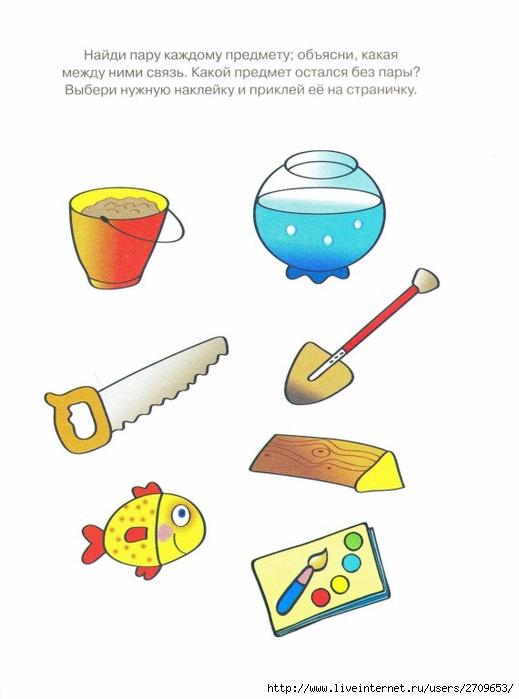 Найди пару каждому предмету; объясни, какая
между ними связь. Какой предмет остался без пары?
Выбери нужную наклейку и приклей её на страничку.
http://www.liveinternet.ru/users/2709653/